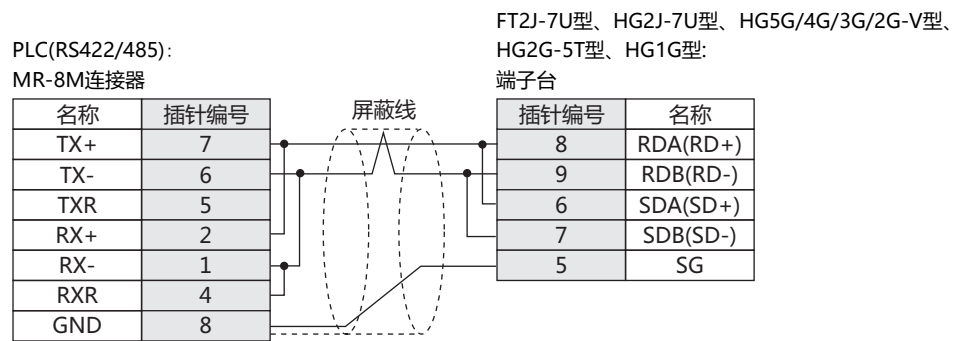 FT2J-7U型、HG2J-7U型、HG5G/4G/3G/2G-V型、
PLC(RS422/485): HG2G-5T型、HG1G型:
MR-8M连接器 端子台
名称 插针编号 屏蔽线 插针编号 名称
TX+ 7 8 RDA(RD+)
TX- 6 9 RDB(RD-)
TXR 5 6 SDA(SD+)
RX+ 2 7 SDB(SD-)
RX- 1 5 SG
RXR 4
GND 8